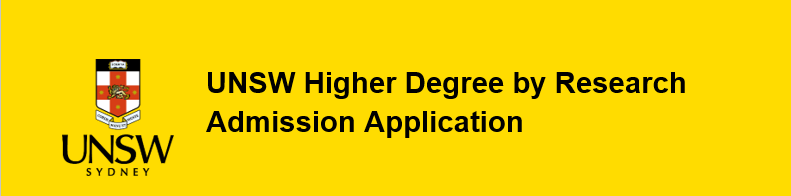 UNSW Higher Degree by Research
Admission Application
UNSW
SYDNEY